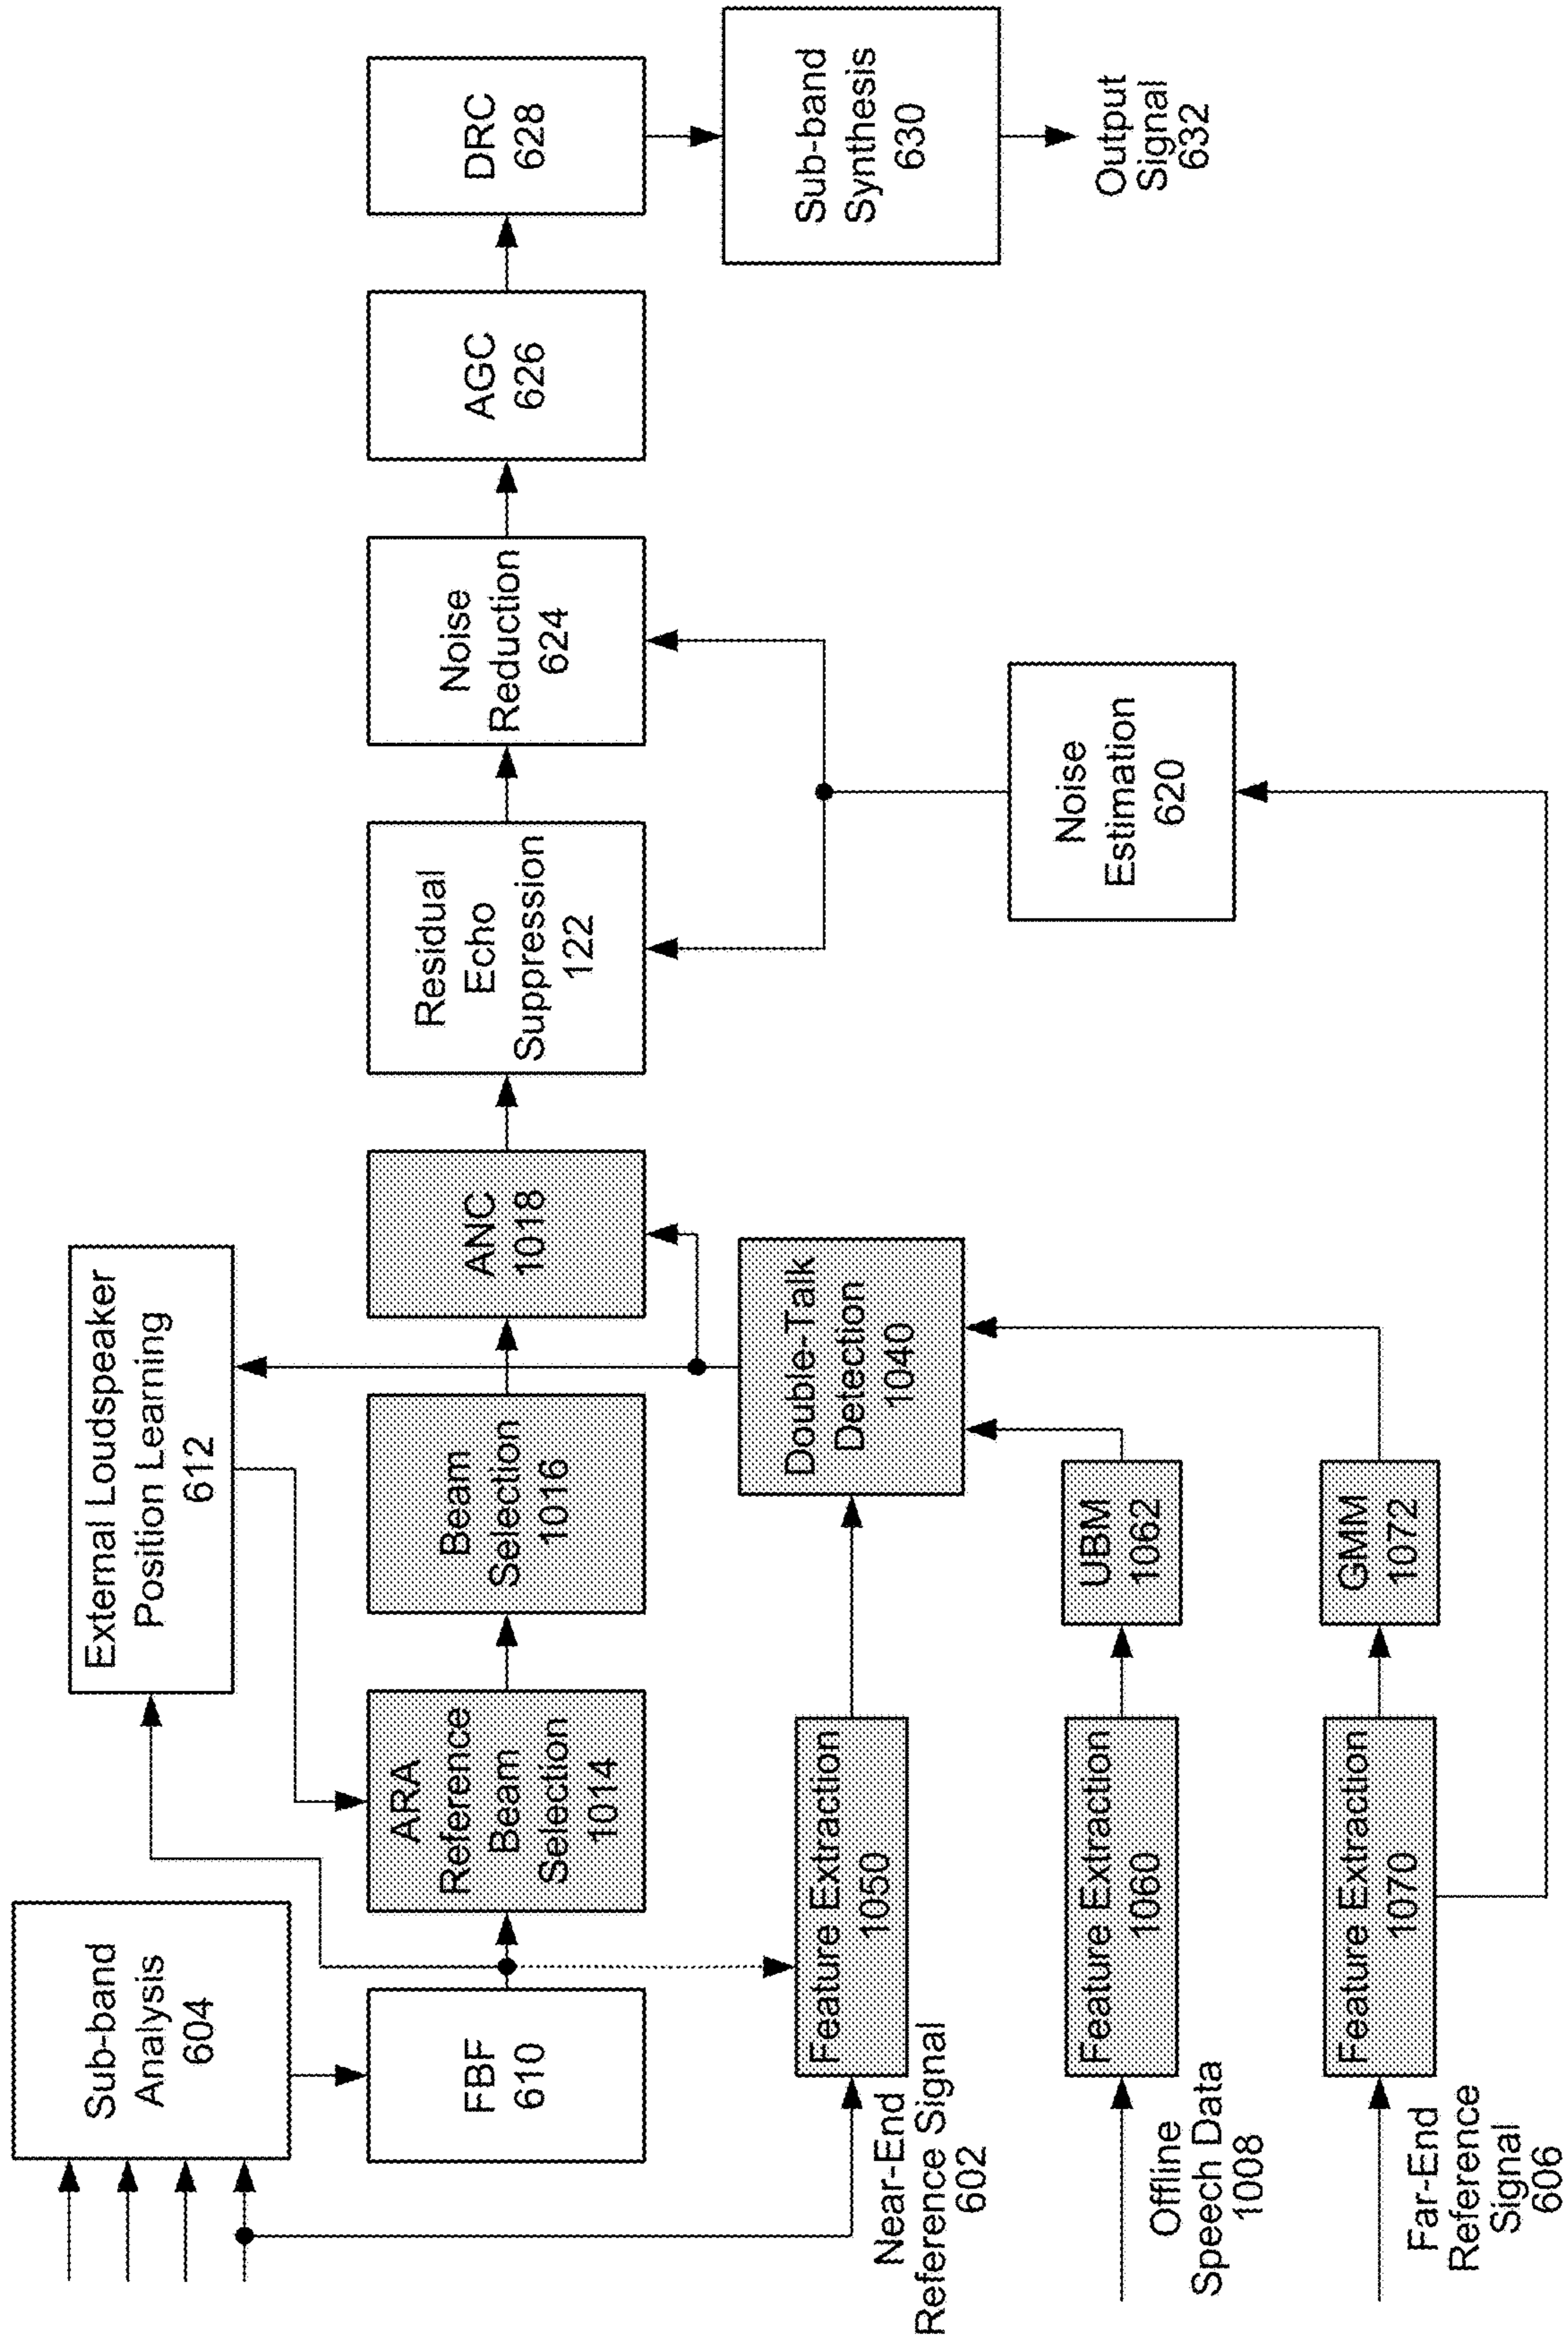 Sub-band
Analysis
604
External Loudspeaker
Position Learning
612
FBF
610
ARA
Reference
Beam
Selection
1014
Beam
Selection
1016
ANC
1018
Residual
Echo
Suppression
122
Noise
Reduction
624
AGC
626
DRC
628
Sub-band
Synthesis
630
Output
Signal
632
Near-End
Reference Signal
602
Feature Extraction
1050
Double-Talk
Detection
1040
Noise
Estimation
620
Offline
Speech Data
1008
Feature Extraction
1060
UBM
1062
Far-End
Reference
Signal
606
Feature Extraction
1070
GMM
1072